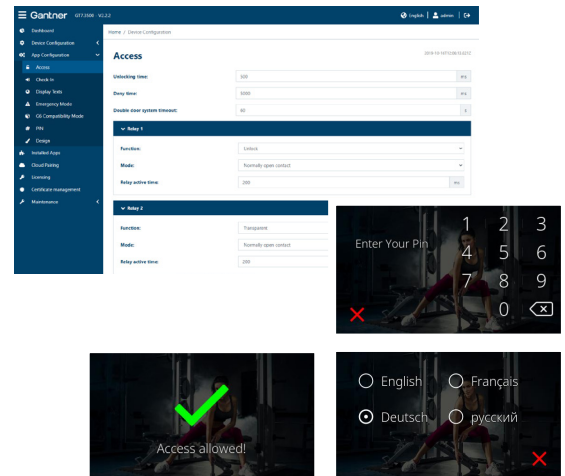 Gantner GT7.3500 V2.2.2
English admin
Dashboard
Device Configuration
App Configuration
Access
Check-In
Display Texts
Emergency Mode
G6 Compatibility Mode
PIN
Design
Installed Apps
Cloud Pairing
Licensing
Certificate management
Maintenance
Home / Device Configuration
Access
Unlocking time: 500 ms
Deny time: 5000 ms
Double door system timeout: 60 s
Relay 1
Function: Unlock
Mode: Normally open contact
Relay active time: 200 ms
Relay 2
Function: Transparent
Mode: Normally open contact
Relay active time: 200
Enter Your Pin
1 2 3
4 5 6
7 8 9
0
Access allowed!
English Français
Deutsch русский